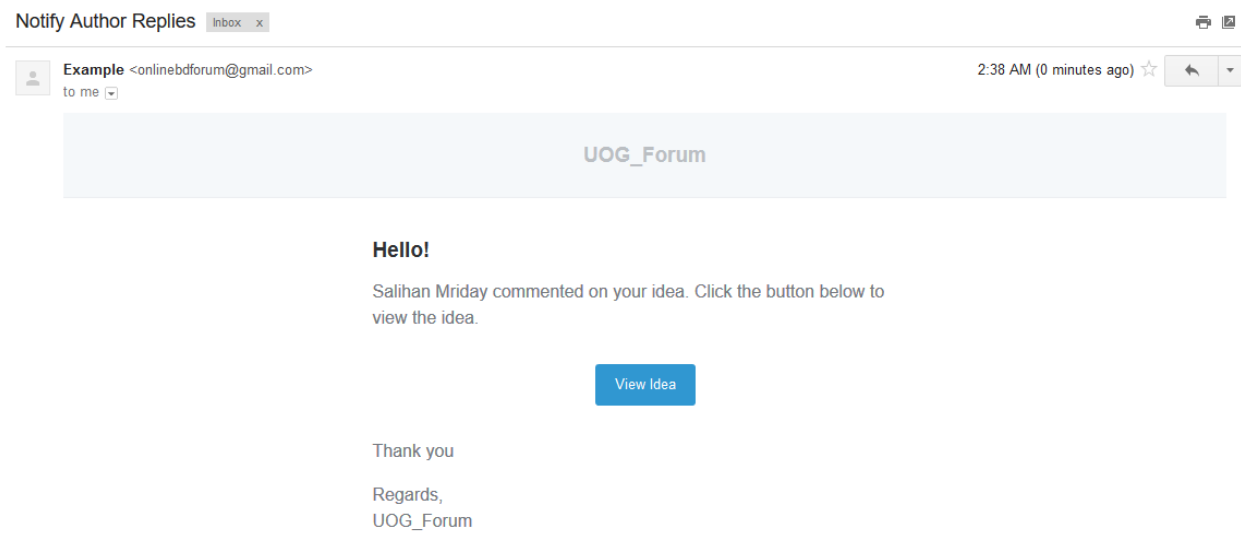 Notify Author Replies Inbox x
Example <onlinebdforum@gmail.com> 2:38 AM (0 minutes ago)
to me
UOG_Forum
Hello!
Salihan Mriday commented on your idea. Click the button below to
view the idea.
View Idea
Thank you
Regards,
UOG_Forum